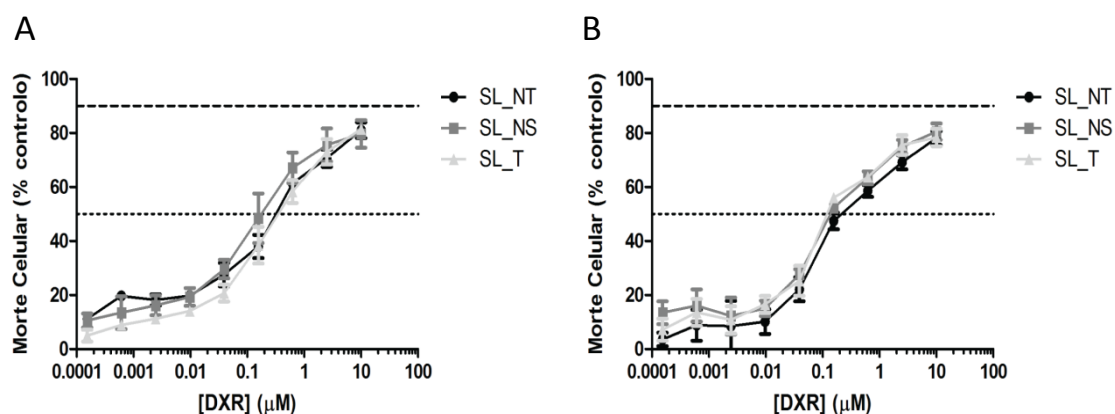 A
Morte Celular (% controlo)
100
80
60
40
20
0
0.0001 0.001 0.01 0.1 1 10 100
[DXR] (μM)
SL_NT
SL_NS
SL_T
B
Morte Celular (% controlo)
100
80
60
40
20
0
0.0001 0.001 0.01 0.1 1 10 100
[DXR] (μM)
SL_NT
SL_NS
SL_T